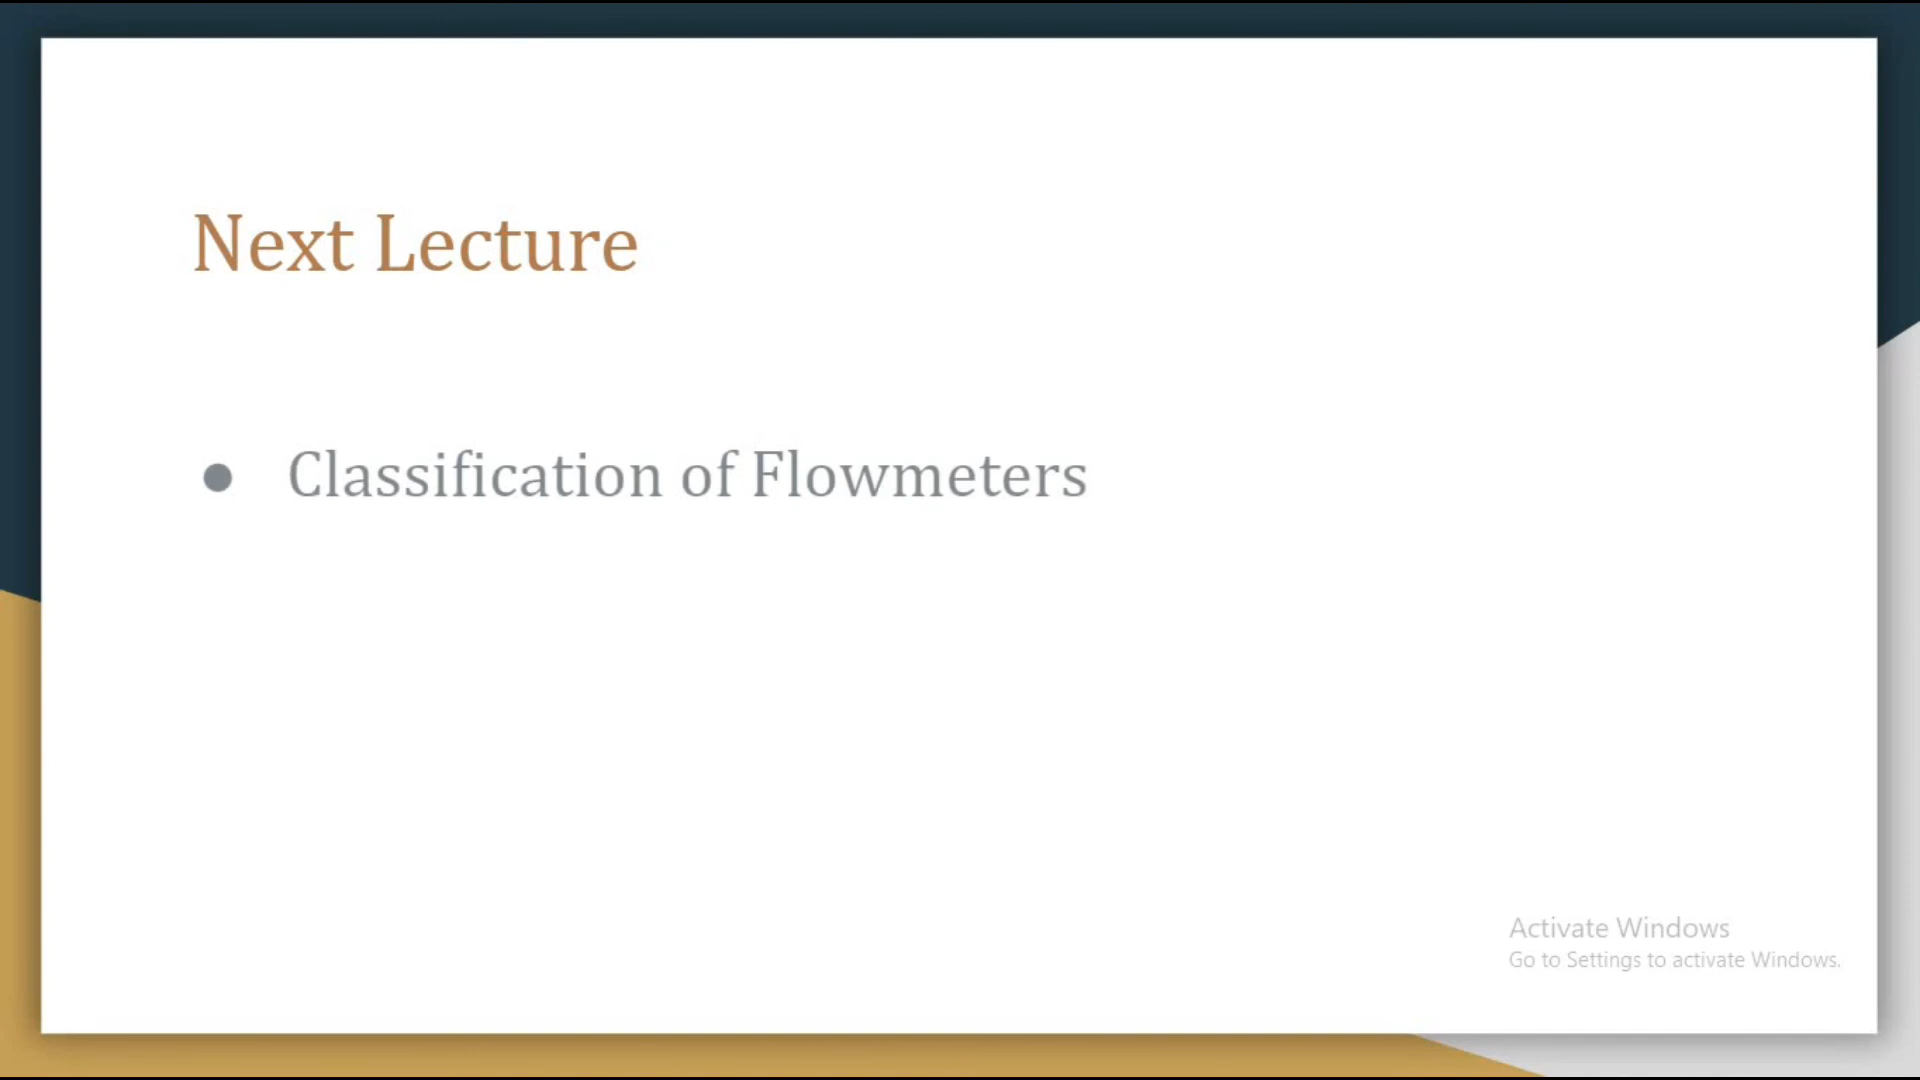 Next Lecture
● Classification of Flowmeters
Activate Windows
Go to Settings to activate Windows.